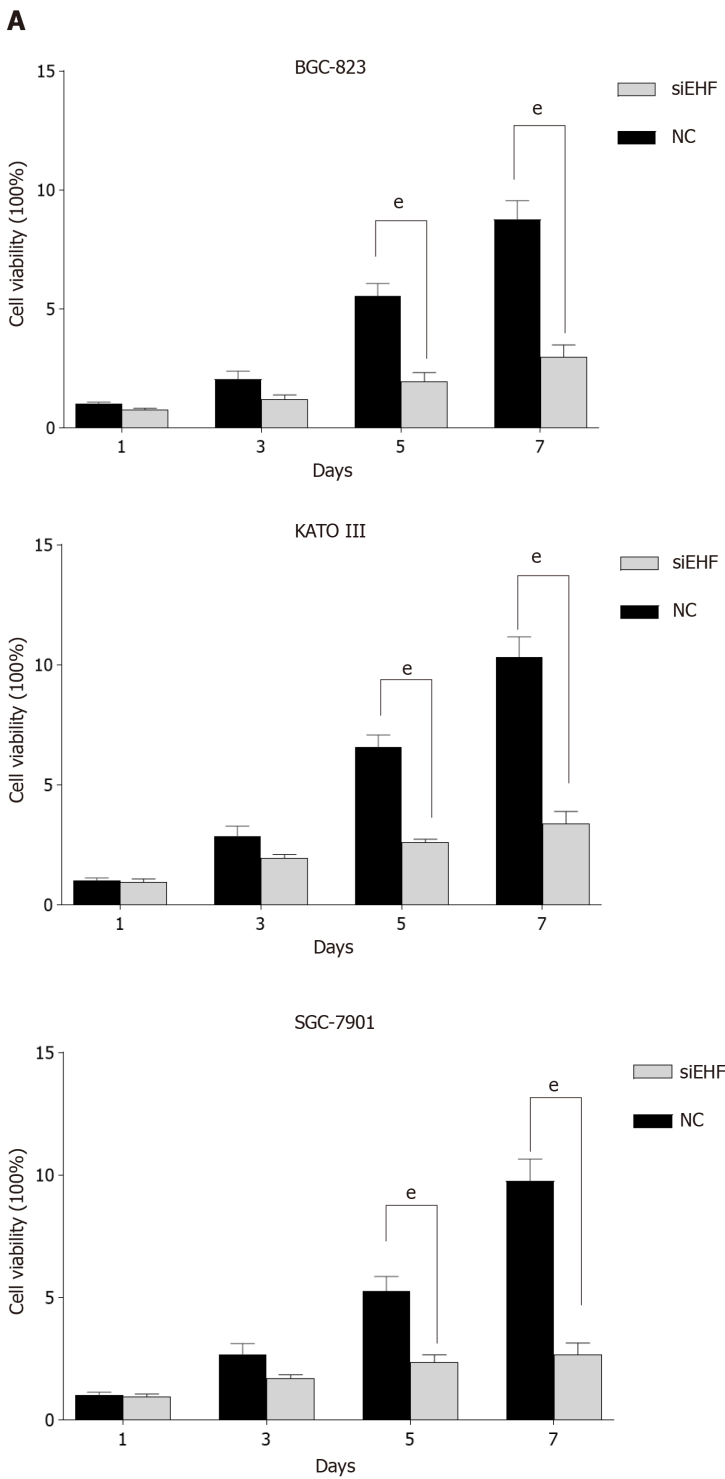 A
BGC-823
siEHF
NC
Cell viability (100%)
15
10
5
0
e
e
1 3 5 7
Days
KATO III
siEHF
NC
Cell viability (100%)
15
10
5
0
e
e
1 3 5 7
Days
SGC-7901
siEHF
NC
Cell viability (100%)
15
10
5
0
e
e
1 3 5 7
Days